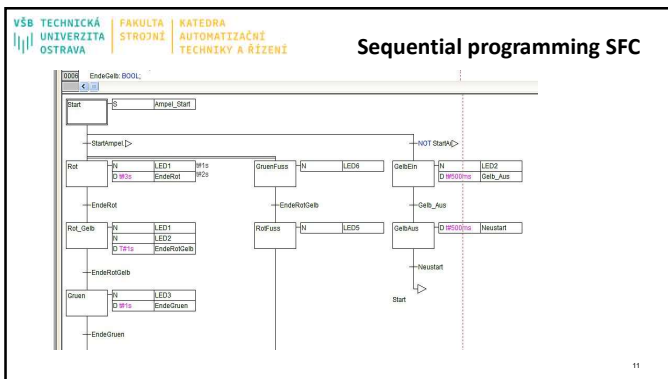 VŠB TECHNICKÁ UNIVERZITA OSTRAVA
FAKULTA STROJNÍ
KATEDRA AUTOMATIZAČNÍ TECHNIKY A ŘÍZENÍ
Sequential programming SFC
0006 EndeGelb: BOOL;
Start S Ampel_Start
StartAmpel. NOT StartA
Rot N LED1 t#1s GruenFuss N LED6 GelbEin N LED2
D t#3s EndeRot t#2s D t#500ms Gelb_Aus
EndeRot EndeRotGelb Gelb_Aus
Rot_Gelb N LED1 RotFuss N LED5 GelbAus D t#500ms Neustart
N LED2
D T#1s EndeRotGelb
EndeRotGelb Neustart
Gruen N LED3 Start
D t#1s EndeGruen
EndeGruen
11